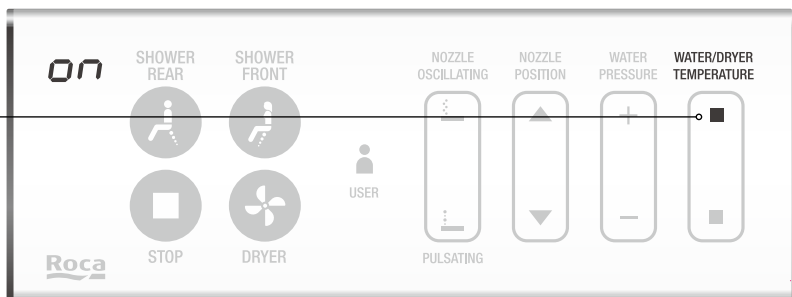 on
SHOWER
REAR
SHOWER
FRONT
NOZZLE
OSCILLATING
NOZZLE
POSITION
WATER
PRESSURE
WATER/DRYER
TEMPERATURE
+
USER
−
STOP
DRYER
PULSATING
Roca